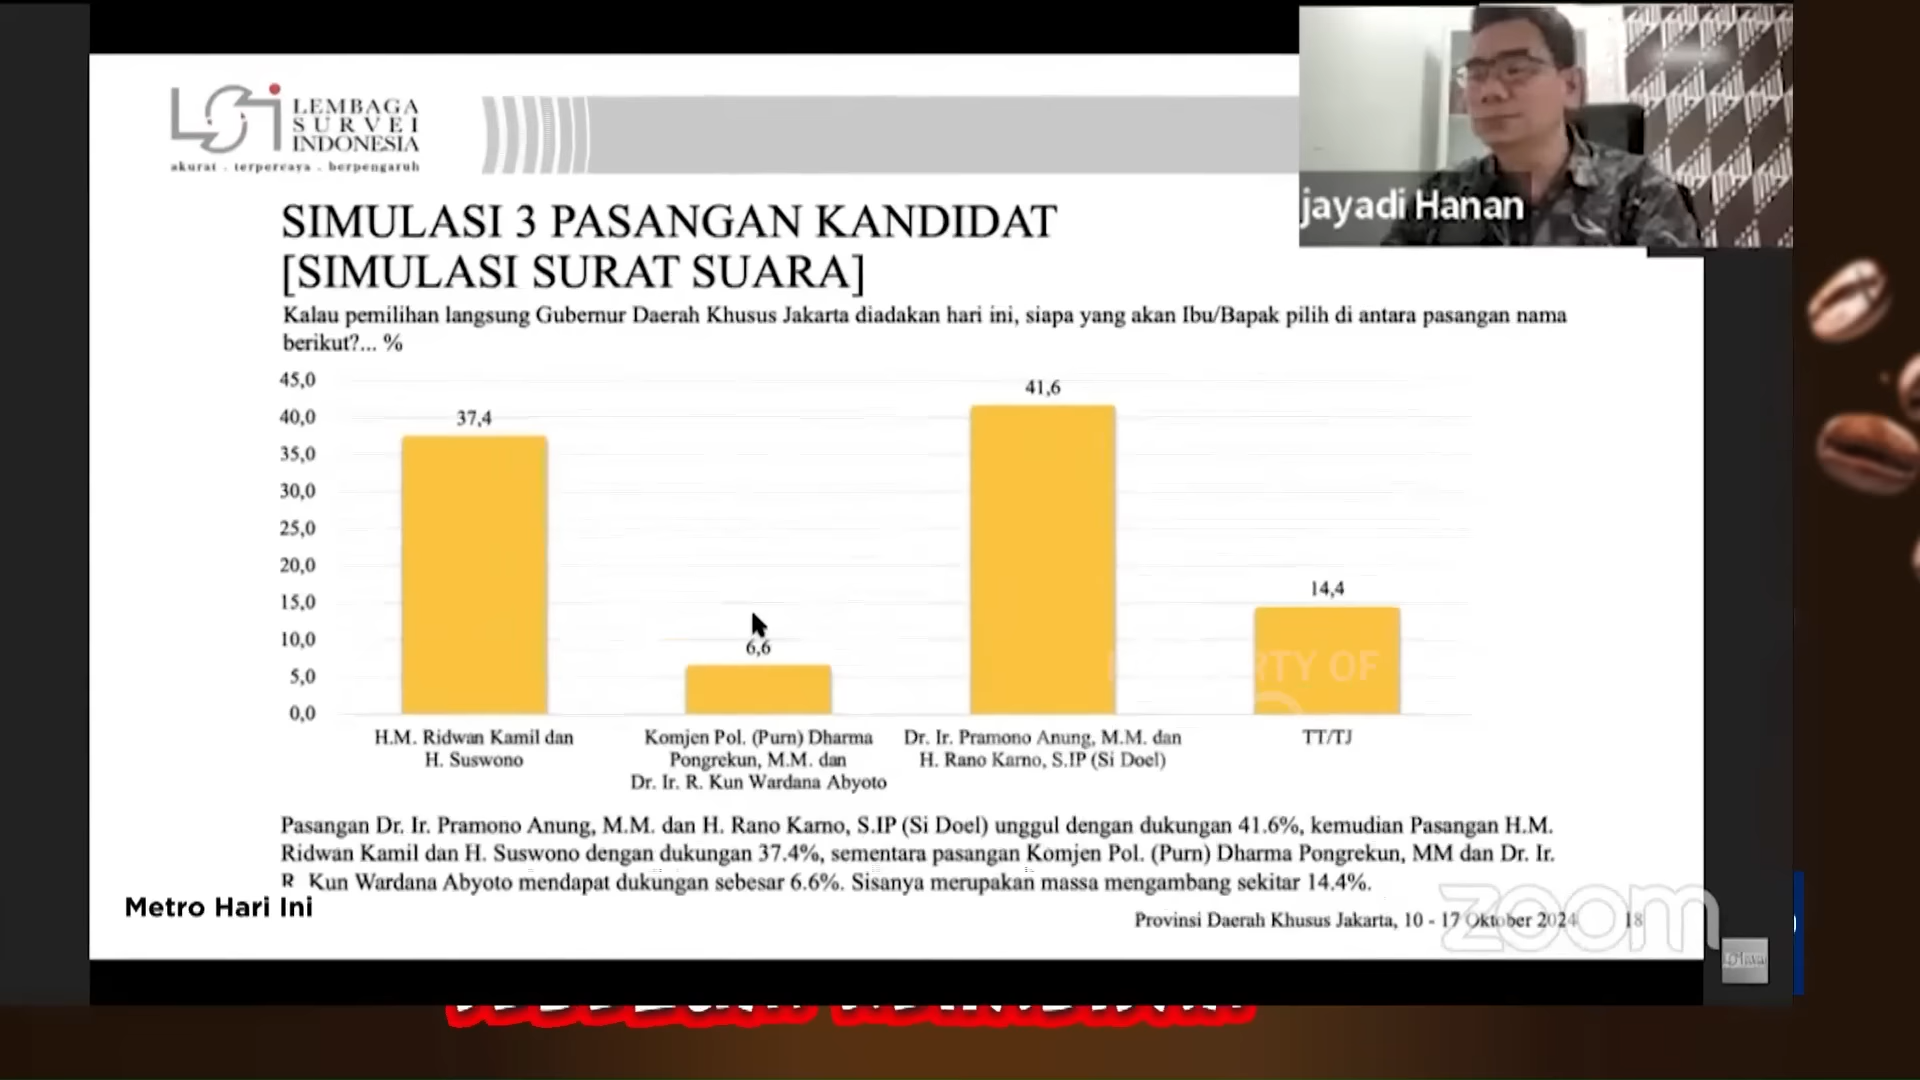 LSi LEMBAGA
SURVEI
INDONESIA
akurat . terpercaya . berpengaruh
jayadi Hanan
SIMULASI 3 PASANGAN KANDIDAT
[SIMULASI SURAT SUARA]
Kalau pemilihan langsung Gubernur Daerah Khusus Jakarta diadakan hari ini, siapa yang akan Ibu/Bapak pilih di antara pasangan nama
berikut?... %
45,0
40,0
35,0
30,0
25,0
20,0
15,0
10,0
5,0
0,0
37,4
6,6
41,6
14,4
H.M. Ridwan Kamil dan
H. Suswono
Komjen Pol. (Purn) Dharma
Pongrekun, M.M. dan
Dr. Ir. R. Kun Wardana Abyoto
Dr. Ir. Pramono Anung, M.M. dan
H. Rano Karno, S.IP (Si Doel)
TT/TJ
RTY OF
Pasangan Dr. Ir. Pramono Anung, M.M. dan H. Rano Karno, S.IP (Si Doel) unggul dengan dukungan 41.6%, kemudian Pasangan H.M.
Ridwan Kamil dan H. Suswono dengan dukungan 37.4%, sementara pasangan Komjen Pol. (Purn) Dharma Pongrekun, MM dan Dr. Ir.
R Kun Wardana Abyoto mendapat dukungan sebesar 6.6%. Sisanya merupakan massa mengambang sekitar 14.4%.
Metro Hari Ini
Provinsi Daerah Khusus Jakarta, 10 - 17 Oktober 2024
18
zoom